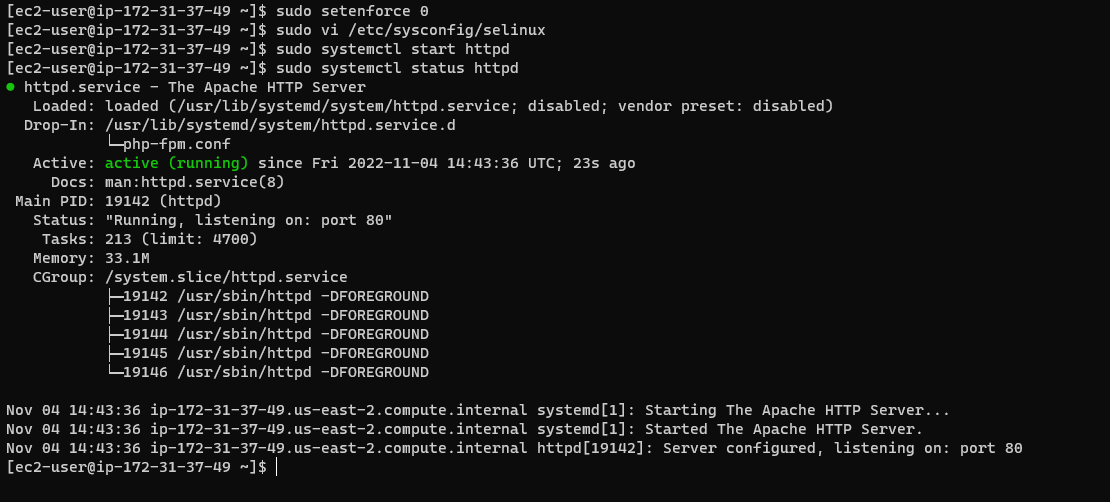 [ec2-user@ip-172-31-37-49 ~]$ sudo setenforce 0
[ec2-user@ip-172-31-37-49 ~]$ sudo vi /etc/sysconfig/selinux
[ec2-user@ip-172-31-37-49 ~]$ sudo systemctl start httpd
[ec2-user@ip-172-31-37-49 ~]$ sudo systemctl status httpd
● httpd.service - The Apache HTTP Server
   Loaded: loaded (/usr/lib/systemd/system/httpd.service; disabled; vendor preset: disabled)
  Drop-In: /usr/lib/systemd/system/httpd.service.d
           └─php-fpm.conf
   Active: active (running) since Fri 2022-11-04 14:43:36 UTC; 23s ago
     Docs: man:httpd.service(8)
 Main PID: 19142 (httpd)
   Status: "Running, listening on: port 80"
    Tasks: 213 (limit: 4700)
   Memory: 33.1M
   CGroup: /system.slice/httpd.service
           ├─19142 /usr/sbin/httpd -DFOREGROUND
           ├─19143 /usr/sbin/httpd -DFOREGROUND
           ├─19144 /usr/sbin/httpd -DFOREGROUND
           ├─19145 /usr/sbin/httpd -DFOREGROUND
           └─19146 /usr/sbin/httpd -DFOREGROUND

Nov 04 14:43:36 ip-172-31-37-49.us-east-2.compute.internal systemd[1]: Starting The Apache HTTP Server...
Nov 04 14:43:36 ip-172-31-37-49.us-east-2.compute.internal systemd[1]: Started The Apache HTTP Server.
Nov 04 14:43:36 ip-172-31-37-49.us-east-2.compute.internal httpd[19142]: Server configured, listening on: port 80
[ec2-user@ip-172-31-37-49 ~]$